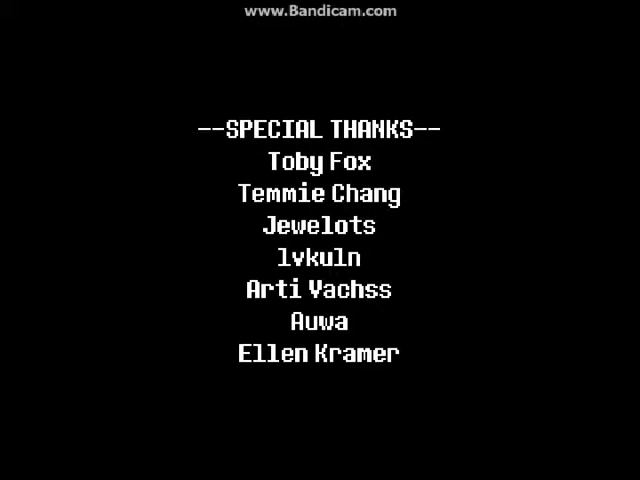 www.Bandicam.com
--SPECIAL THANKS--
Toby Fox
Temmie Chang
Jewelots
lvkuln
Arti Vachss
Auwa
Ellen Kramer